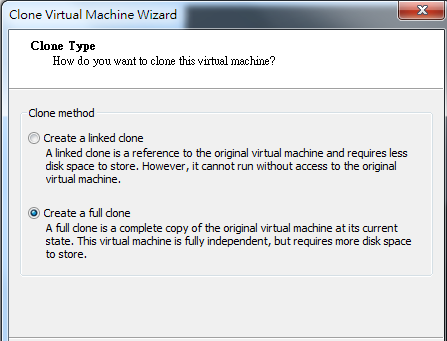 Clone Virtual Machine Wizard
Clone Type
How do you want to clone this virtual machine?
Clone method
Create a linked clone
A linked clone is a reference to the original virtual machine and requires less
disk space to store. However, it cannot run without access to the original
virtual machine.
Create a full clone
A full clone is a complete copy of the original virtual machine at its current
state. This virtual machine is fully independent, but requires more disk space
to store.